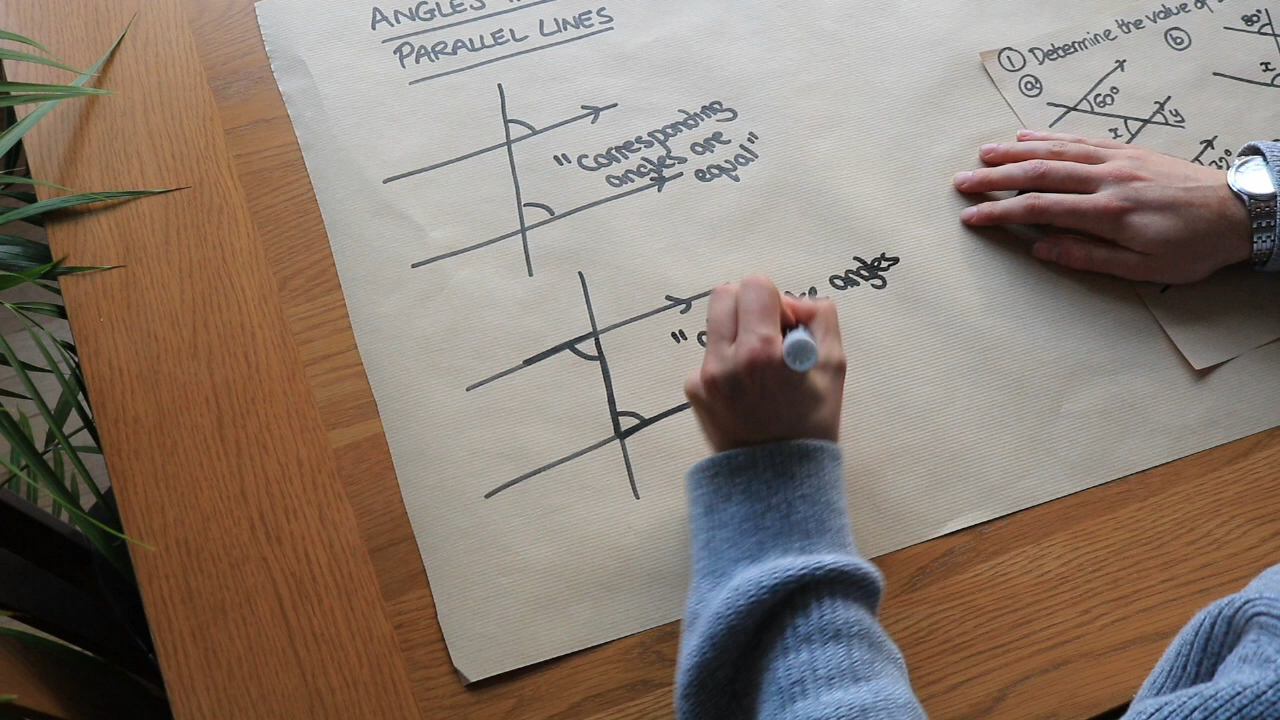 ANGLES
PARALLEL LINES
"corresponding
angles are
equal"
angles
① Determine the value of
ⓐ
60°
x
y
ⓑ
80°
x